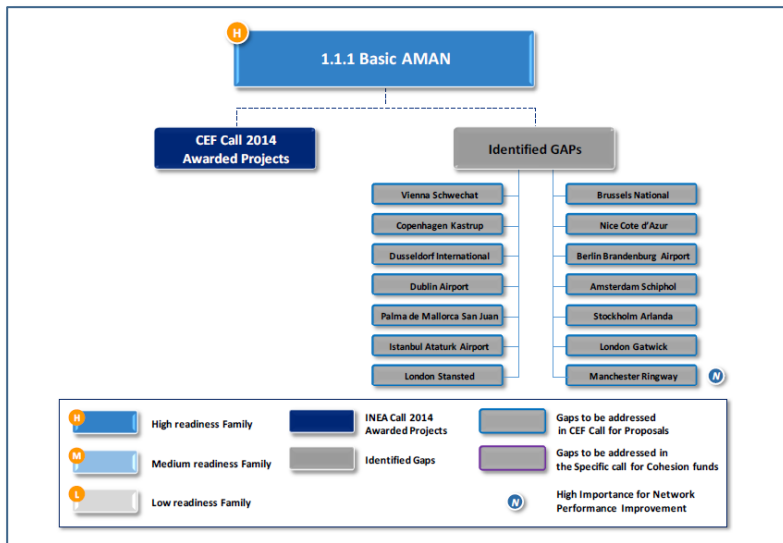 H
1.1.1 Basic AMAN
CEF Call 2014
Awarded Projects
Identified GAPs
Vienna Schwechat
Brussels National
Copenhagen Kastrup
Nice Cote d'Azur
Dusseldorf International
Berlin Brandenburg Airport
Dublin Airport
Amsterdam Schiphol
Palma de Mallorca San Juan
Stockholm Arlanda
Istanbul Ataturk Airport
London Gatwick
London Stansted
Manchester Ringway
N
H
High readiness Family
INEA Call 2014
Awarded Projects
Gaps to be addressed
in CEF Call for Proposals
M
Medium readiness Family
Identified Gaps
Gaps to be addressed in
the Specific call for Cohesion funds
L
Low readiness Family
N
High Importance for Network
Performance Improvement